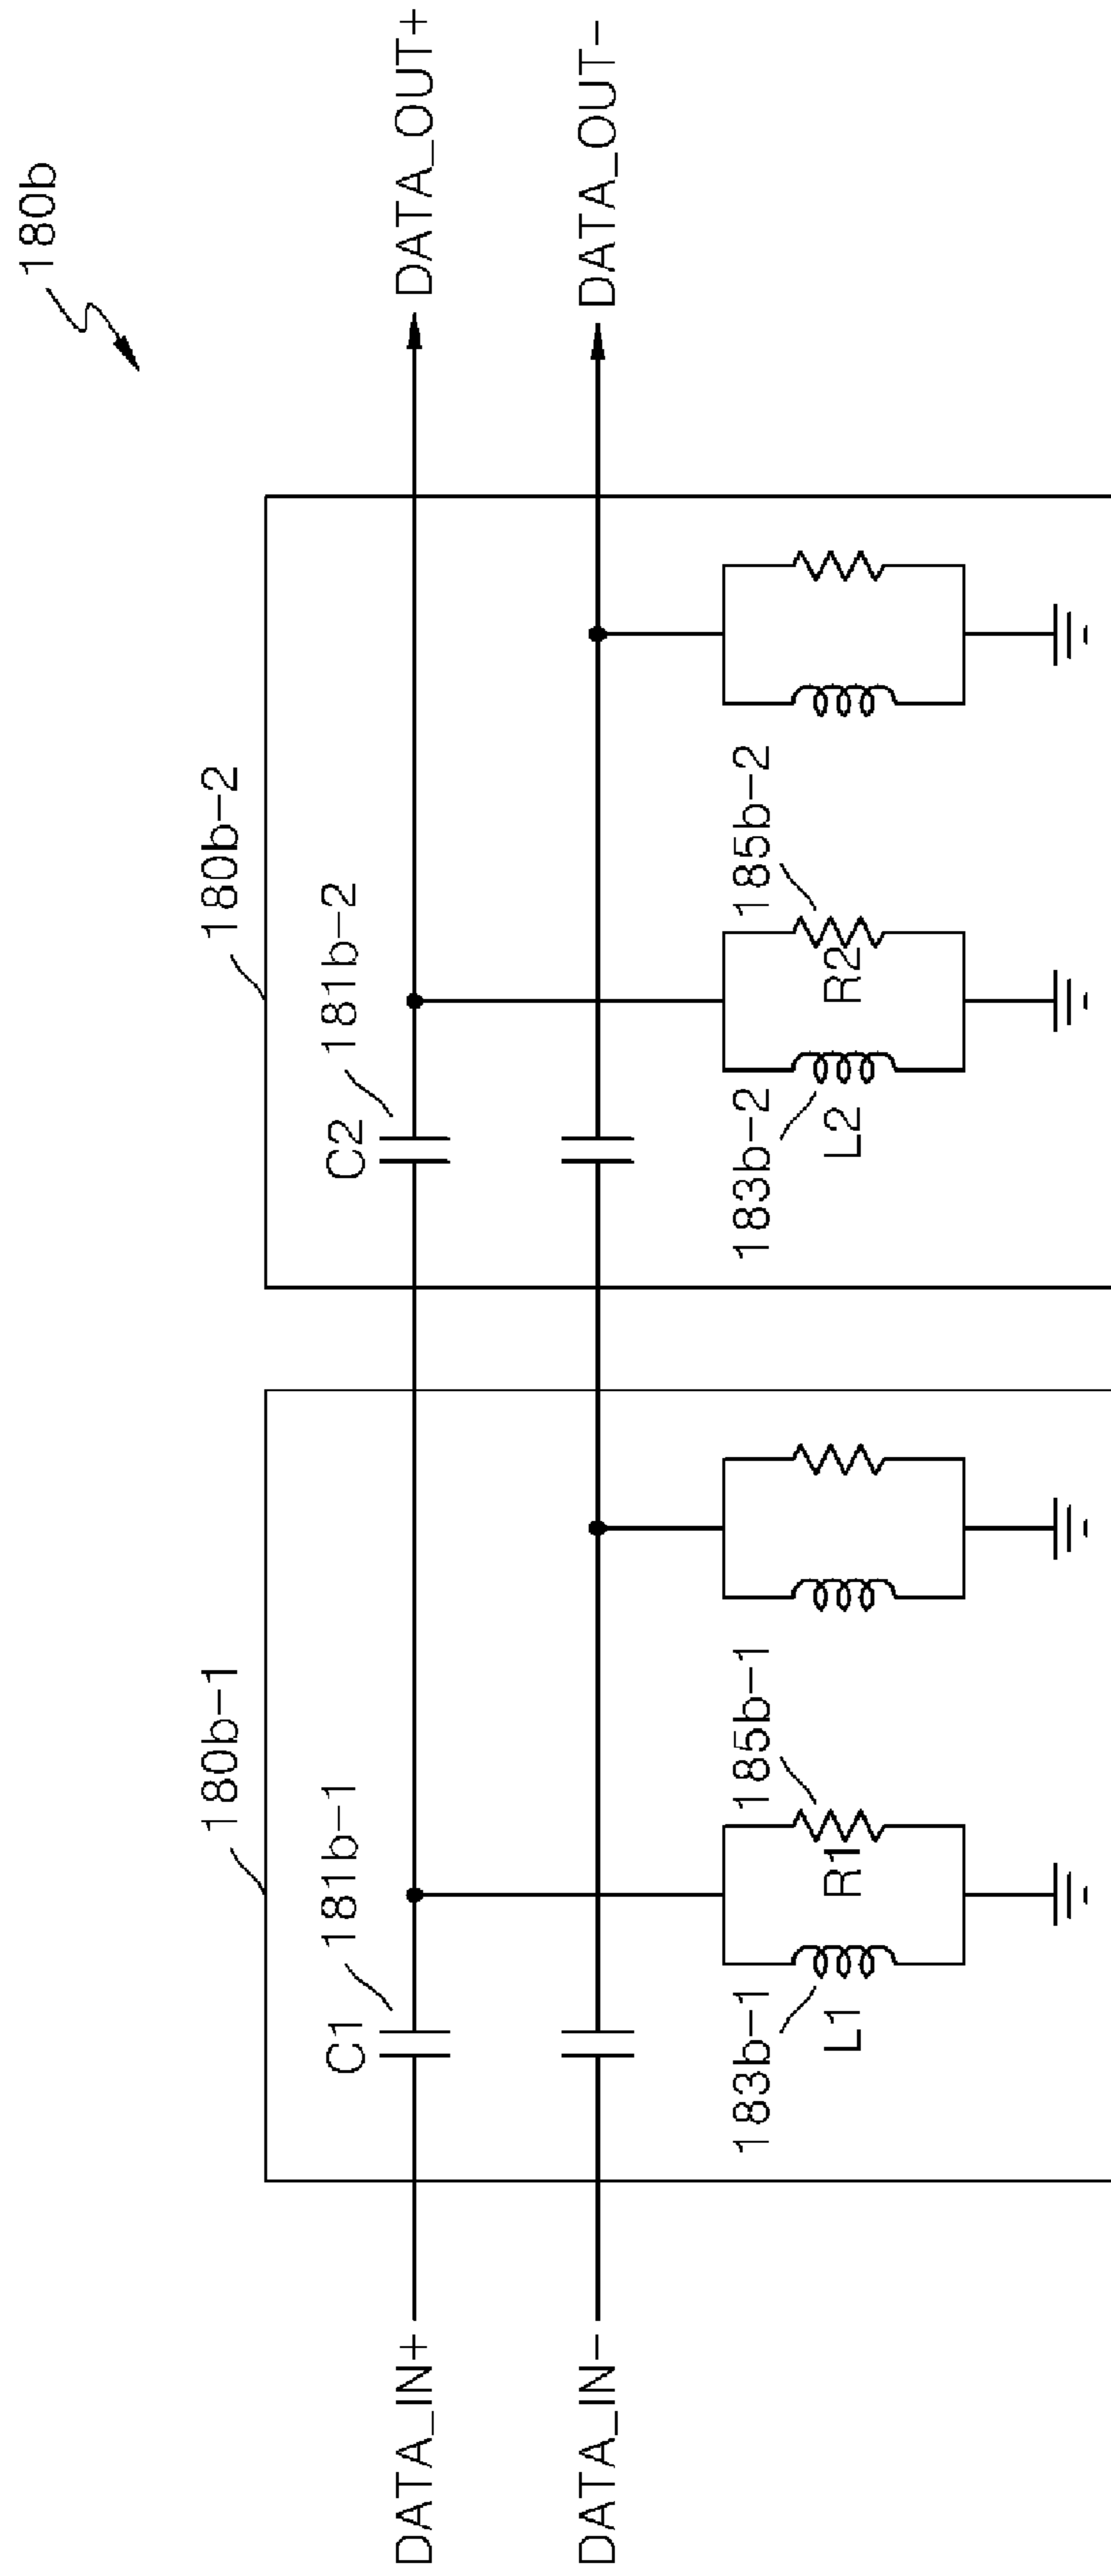 180b
180b-1
180b-2
C1
181b-1
C2
181b-2
DATA_IN+
DATA_OUT+
DATA_IN-
DATA_OUT-
183b-1
185b-1
183b-2
185b-2
L1
R1
L2
R2